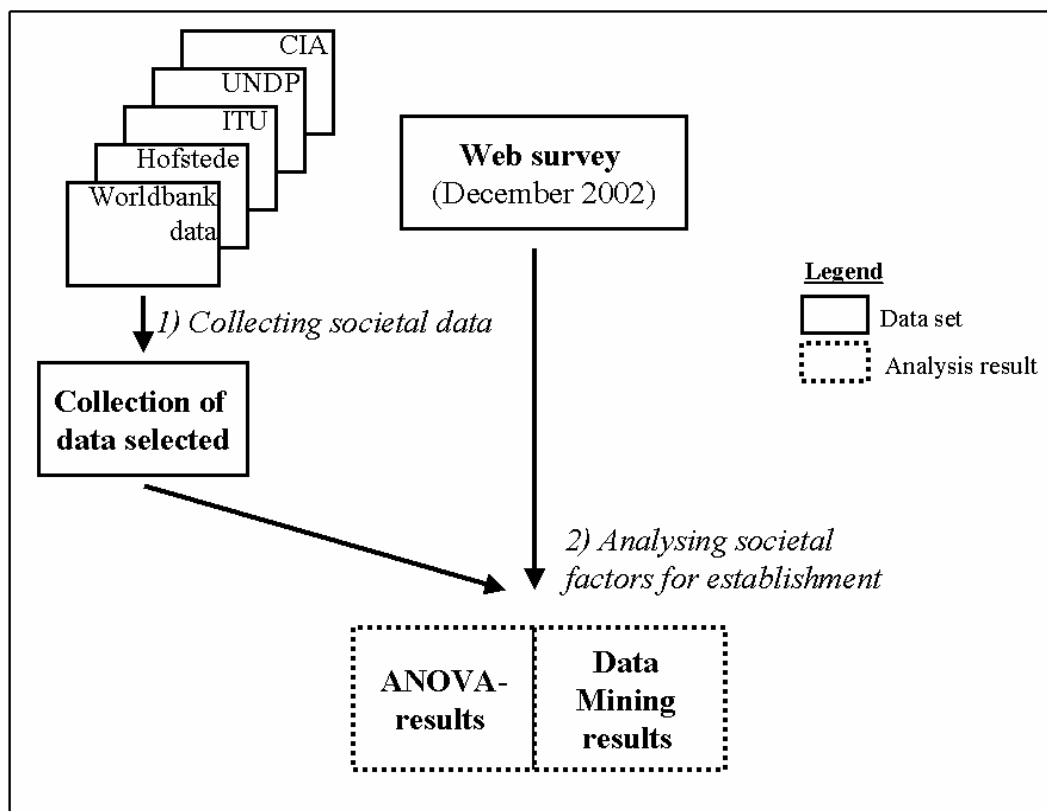 CIA
UNDP
ITU
Hofstede
Worldbank
data
Web survey
(December 2002)
1) Collecting societal data
Legend
Data set
Analysis result
Collection of
data selected
2) Analysing societal
factors for establishment
ANOVA-
results
Data
Mining
results